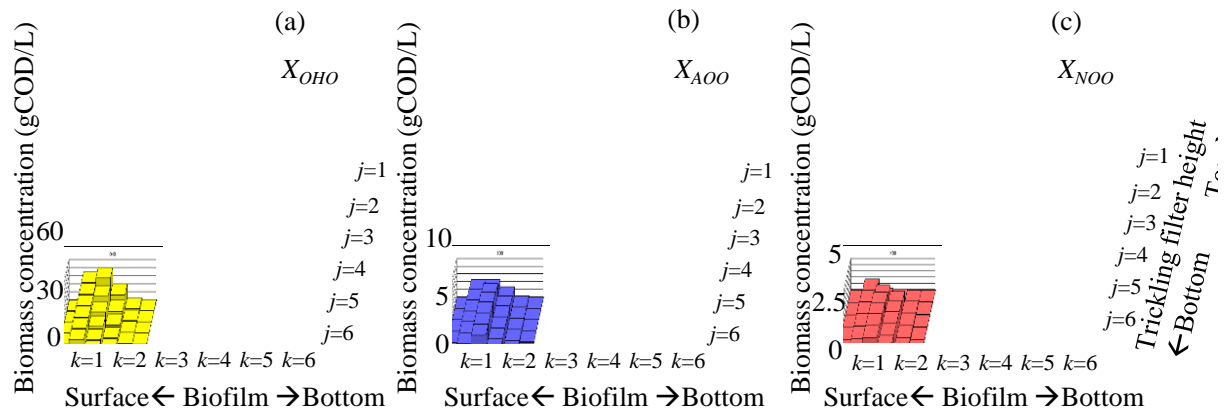 (a)
X_OHO
Biomass concentration (gCOD/L)
60
30
0
j=1
j=2
j=3
j=4
j=5
j=6
k=1 k=2 k=3 k=4 k=5 k=6
Surface← Biofilm →Bottom
(b)
X_AOO
Biomass concentration (gCOD/L)
10
5
0
j=1
j=2
j=3
j=4
j=5
j=6
k=1 k=2 k=3 k=4 k=5 k=6
Surface← Biofilm →Bottom
(c)
X_NOO
Biomass concentration (gCOD/L)
5
2.5
0
j=1
j=2
j=3
j=4
j=5
j=6
k=1 k=2 k=3 k=4 k=5 k=6
Surface← Biofilm →Bottom
Trickling filter height
←Bottom